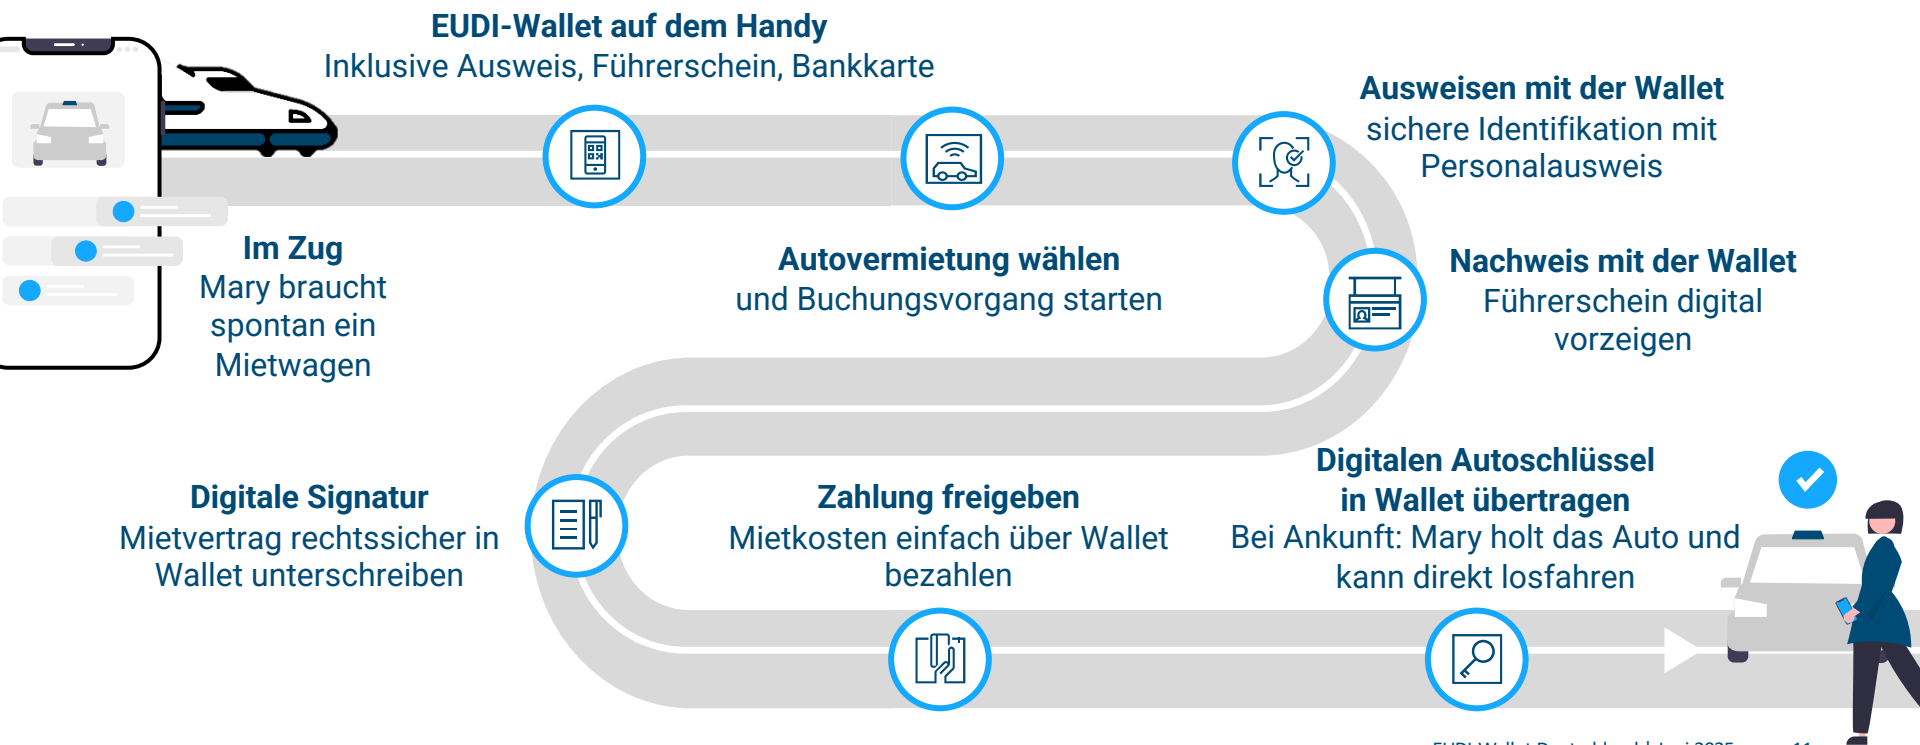 EUDI-Wallet auf dem Handy
Inklusive Ausweis, Führerschein, Bankkarte
Ausweisen mit der Wallet
sichere Identifikation mit
Personalausweis
Im Zug
Mary braucht
spontan ein
Mietwagen
Autovermietung wählen
und Buchungsvorgang starten
Nachweis mit der Wallet
Führerschein digital
vorzeigen
Digitale Signatur
Mietvertrag rechtssicher in
Wallet unterschreiben
Zahlung freigeben
Mietkosten einfach über Wallet
bezahlen
Digitalen Autoschlüssel
in Wallet übertragen
Bei Ankunft: Mary holt das Auto und
kann direkt losfahren